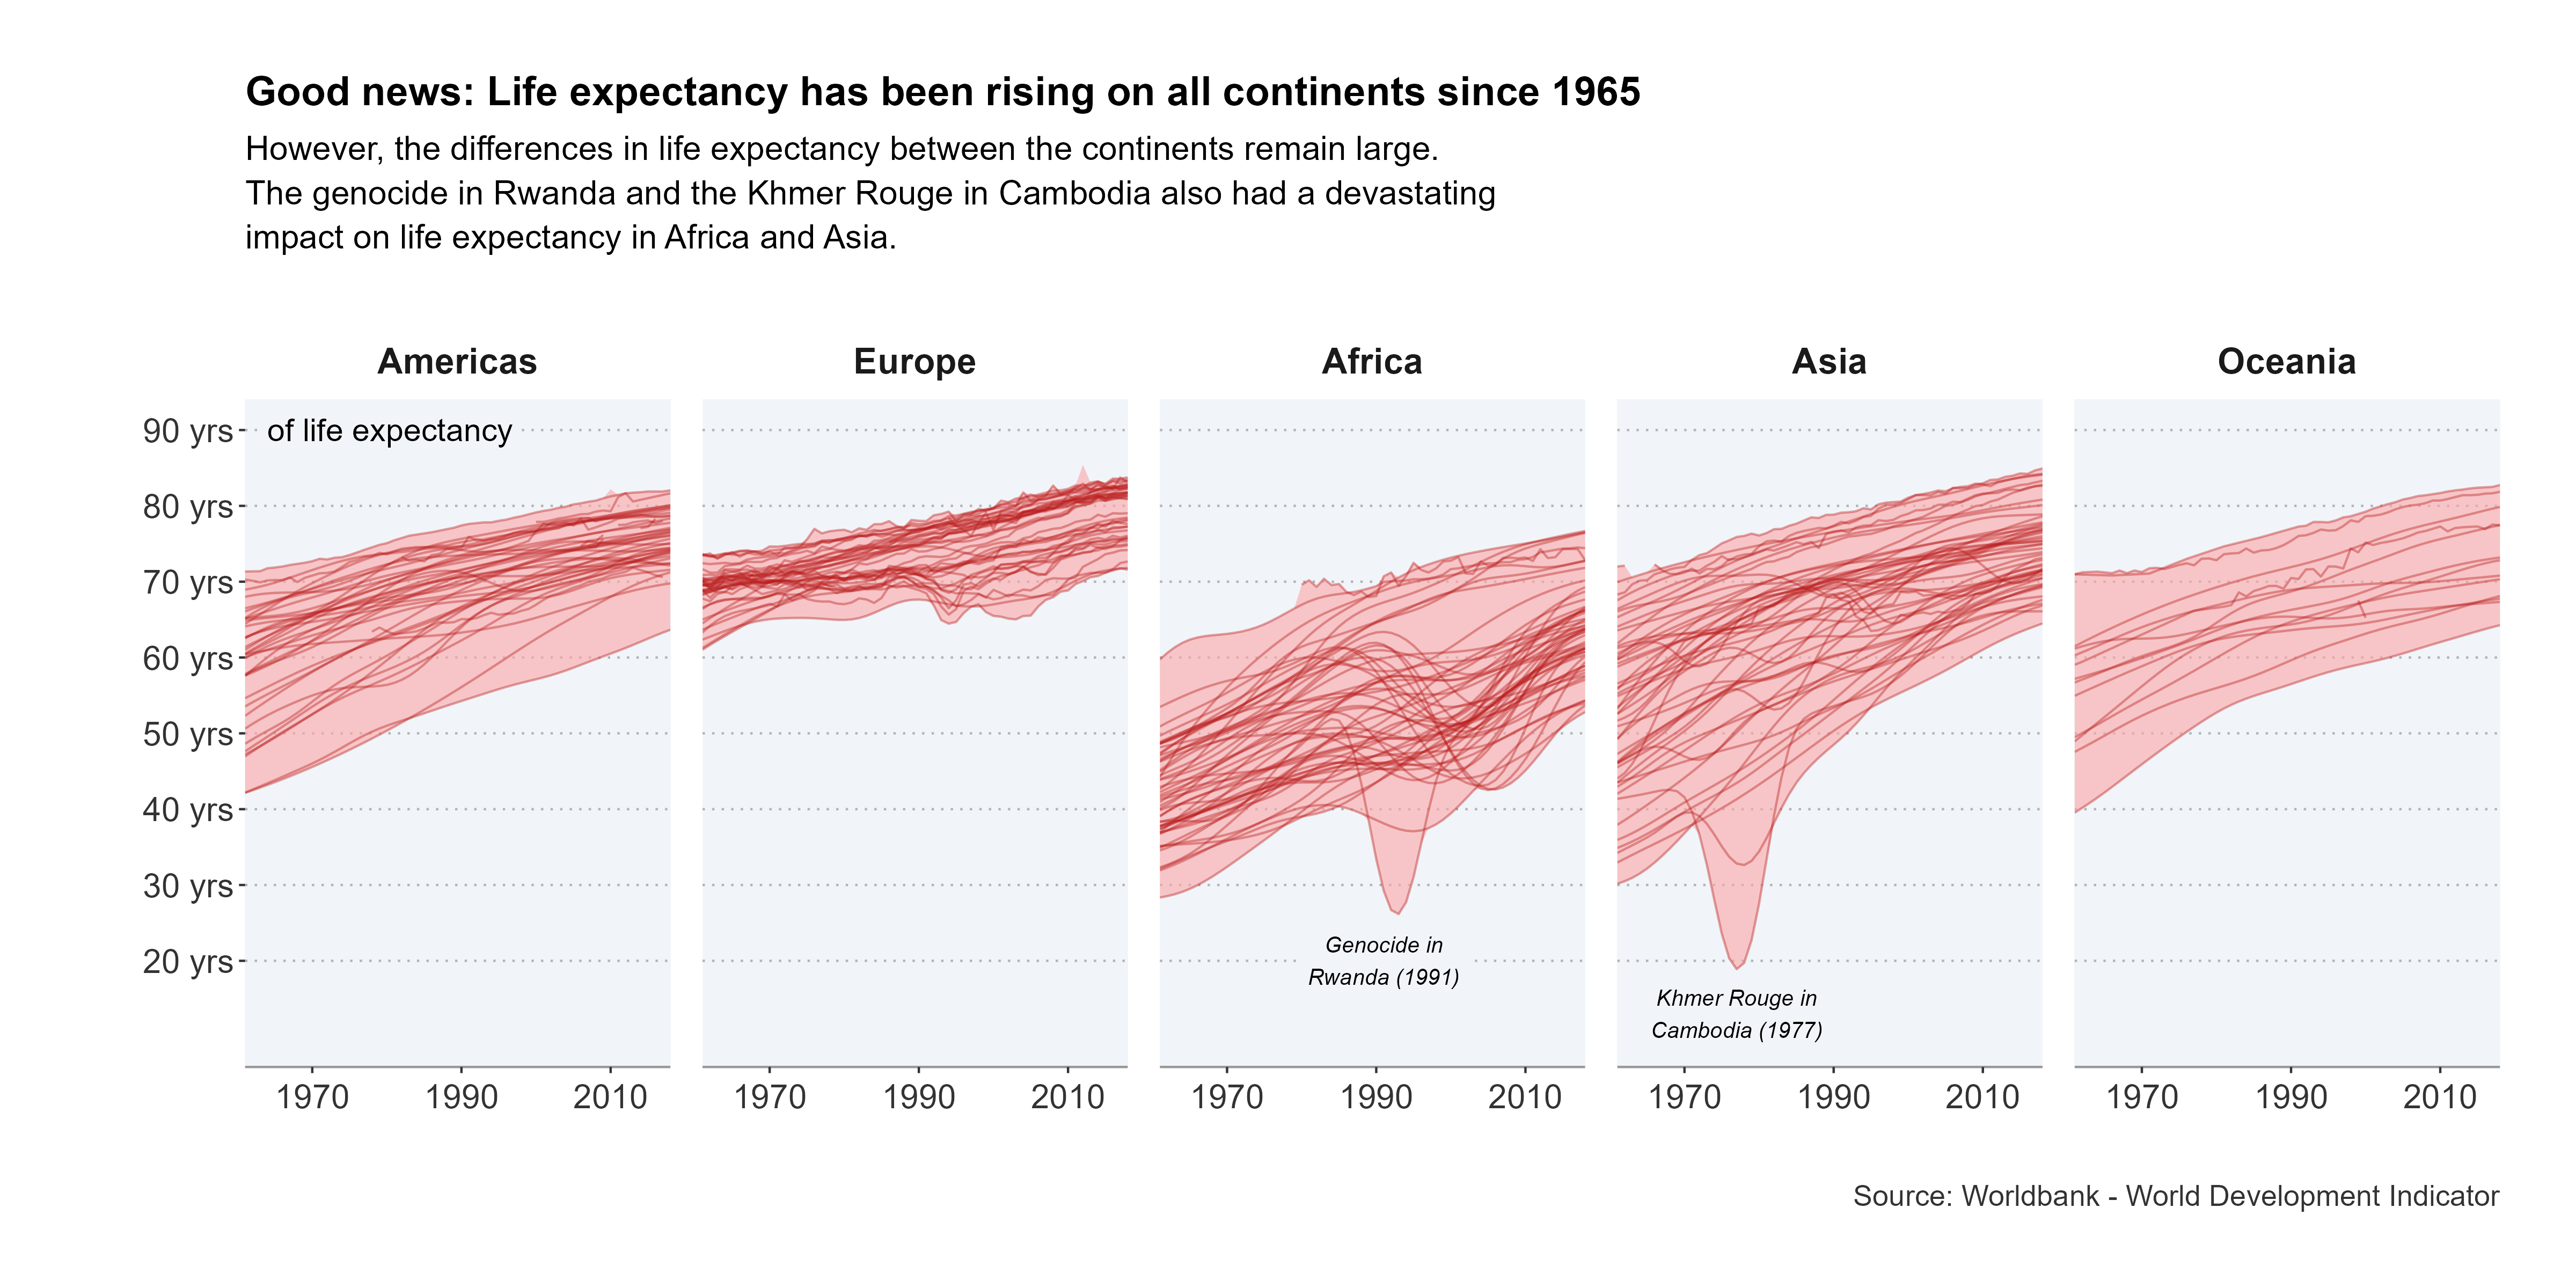 Good news: Life expectancy has been rising on all continents since 1965
However, the differences in life expectancy between the continents remain large.
The genocide in Rwanda and the Khmer Rouge in Cambodia also had a devastating
impact on life expectancy in Africa and Asia.
Americas Europe Africa Asia Oceania
90 yrs of life expectancy
80 yrs
70 yrs
60 yrs
50 yrs
40 yrs
30 yrs
20 yrs
Genocide in
Rwanda (1991)
Khmer Rouge in
Cambodia (1977)
1970 1990 2010 1970 1990 2010 1970 1990 2010 1970 1990 2010 1970 1990 2010
Source: Worldbank - World Development Indicator